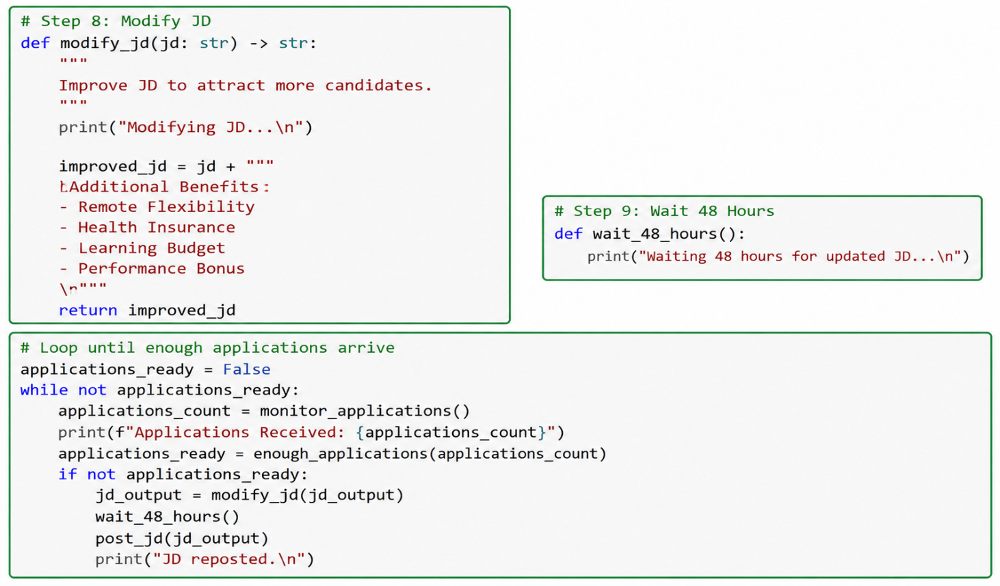 # Step 8: Modify JD
def modify_jd(jd: str) -> str:
"""
Improve JD to attract more candidates.
"""
print("Modifying JD...\n")
improved_jd = jd + """
Additional Benefits:
- Remote Flexibility
- Health Insurance
- Learning Budget
- Performance Bonus
\n"""
return improved_jd
# Step 9: Wait 48 Hours
def wait_48_hours():
print("Waiting 48 hours for updated JD...\n")
# Loop until enough applications arrive
applications_ready = False
while not applications_ready:
applications_count = monitor_applications()
print(f"Applications Received: {applications_count}")
applications_ready = enough_applications(applications_count)
if not applications_ready:
jd_output = modify_jd(jd_output)
wait_48_hours()
post_jd(jd_output)
print("JD reposted.\n")